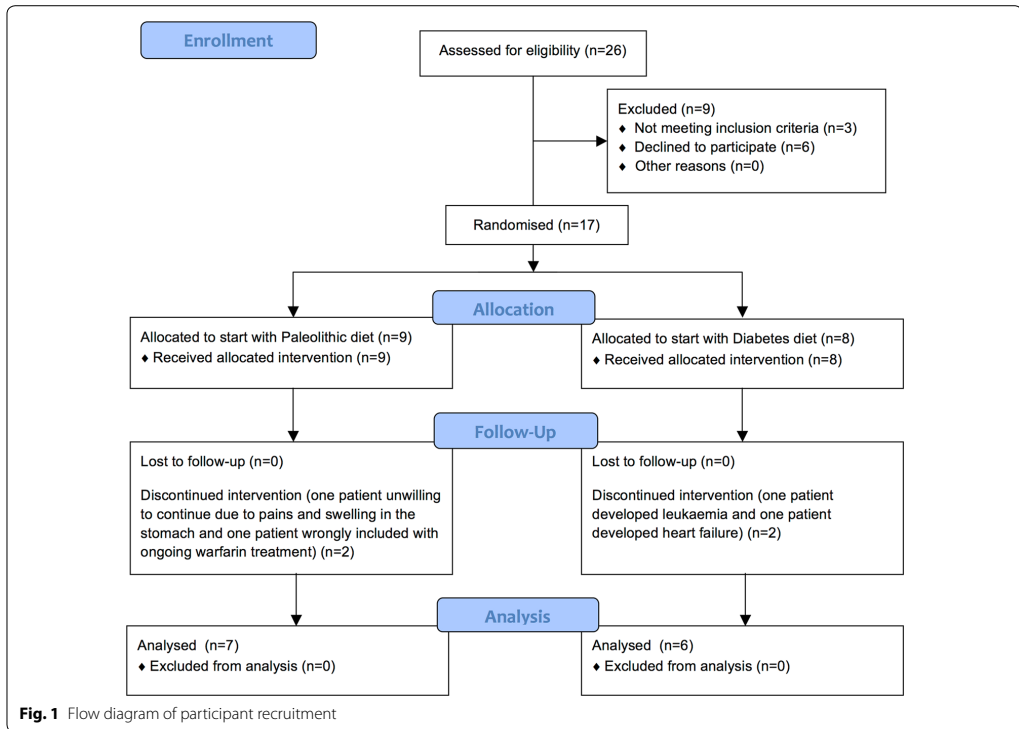 Enrollment
Assessed for eligibility (n=26)
Excluded (n=9)
♦ Not meeting inclusion criteria (n=3)
♦ Declined to participate (n=6)
♦ Other reasons (n=0)
Randomised (n=17)
Allocation
Allocated to start with Paleolithic diet (n=9)
♦ Received allocated intervention (n=9)
Allocated to start with Diabetes diet (n=8)
♦ Received allocated intervention (n=8)
Follow-Up
Lost to follow-up (n=0)
Discontinued intervention (one patient unwilling
to continue due to pains and swelling in the
stomach and one patient wrongly included with
ongoing warfarin treatment) (n=2)
Lost to follow-up (n=0)
Discontinued intervention (one patient
developed leukaemia and one patient
developed heart failure) (n=2)
Analysis
Analysed (n=7)
♦ Excluded from analysis (n=0)
Analysed (n=6)
♦ Excluded from analysis (n=0)
Fig. 1 Flow diagram of participant recruitment